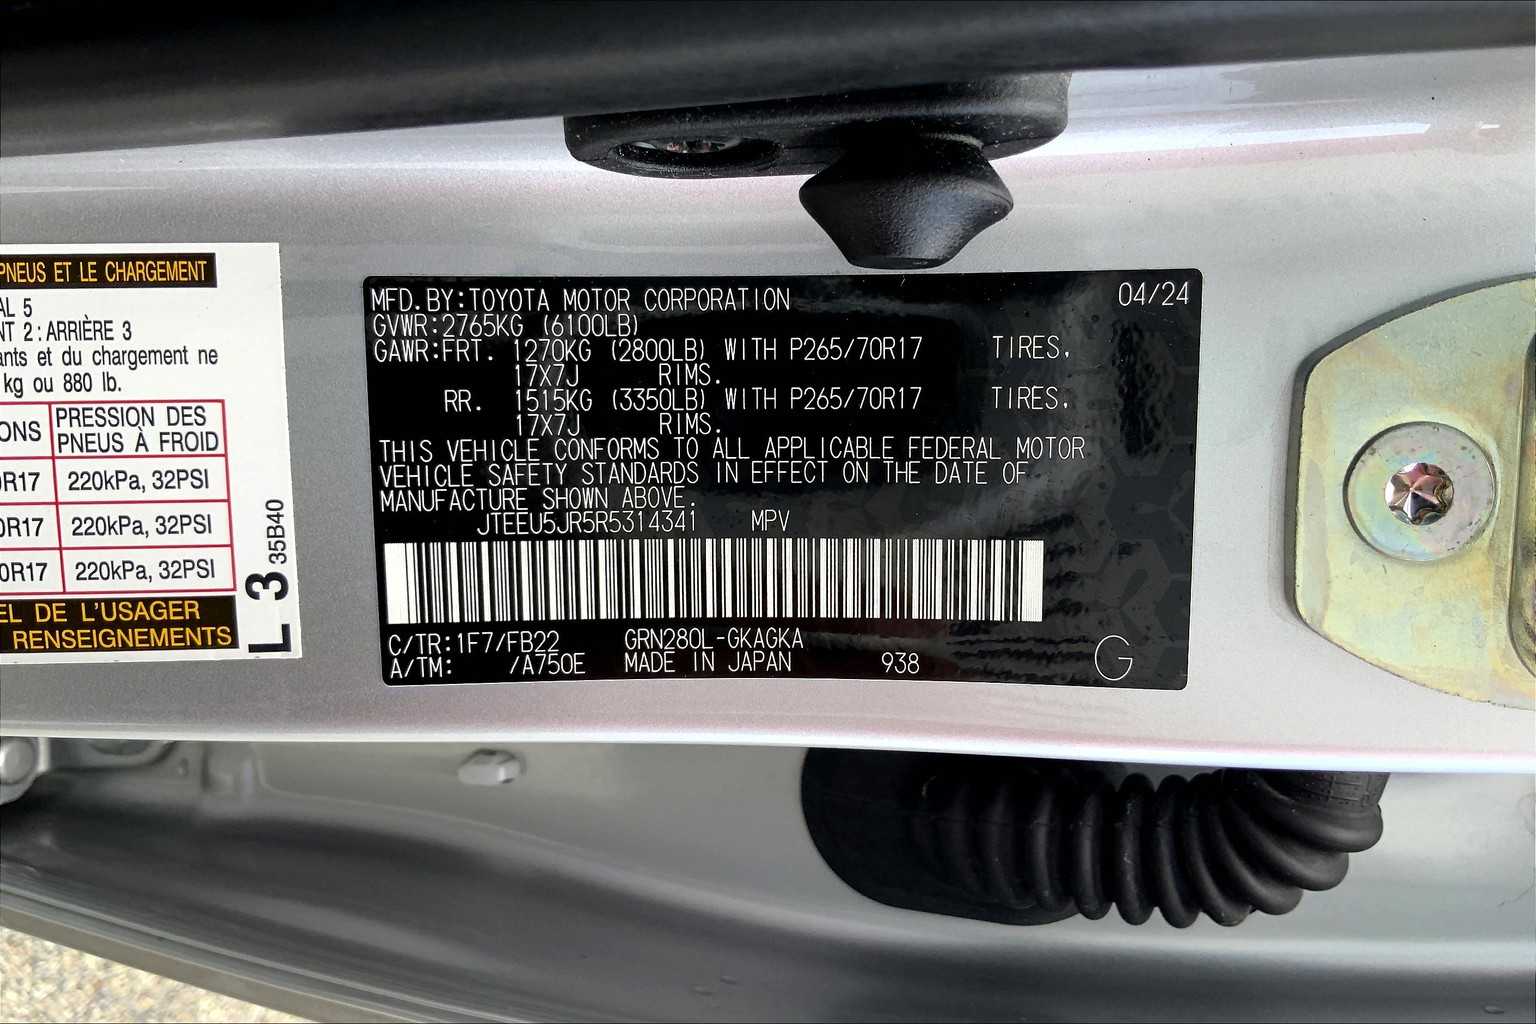 PNEUS ET LE CHARGEMENT
AL 5
NT 2 : ARRIÈRE 3
ants et du chargement ne
kg ou 880 lb.
ONS PRESSION DES PNEUS À FROID
0R17 220kPa, 32PSI
0R17 220kPa, 32PSI
0R17 220kPa, 32PSI
EL DE L'USAGER
RENSEIGNEMENTS
L 3 35B40
MFD. BY: TOYOTA MOTOR CORPORATION 04/24
GVWR: 2765KG (6100LB)
GAWR: FRT. 1270KG (2800LB) WITH P265/70R17 TIRES,
17X7J RIMS.
RR. 1515KG (3350LB) WITH P265/70R17 TIRES,
17X7J RIMS.
THIS VEHICLE CONFORMS TO ALL APPLICABLE FEDERAL MOTOR
VEHICLE SAFETY STANDARDS IN EFFECT ON THE DATE OF
MANUFACTURE SHOWN ABOVE.
JTEEU5JR5R5314341 MPV
C/TR: 1F7/FB22 GRN280L-GKAGKA
A/TM: /A750E MADE IN JAPAN 938 G